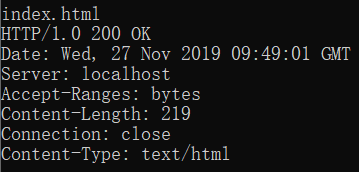 index.html
HTTP/1.0 200 OK
Date: Wed, 27 Nov 2019 09:49:01 GMT
Server: localhost
Accept-Ranges: bytes
Content-Length: 219
Connection: close
Content-Type: text/html